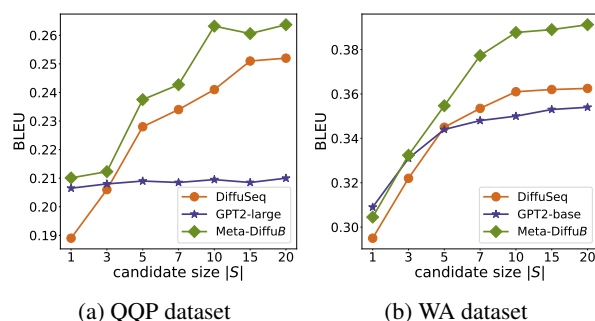 BLEU
0.26
0.25
0.24
0.23
0.22
0.21
0.20
0.19
DiffuSeq
GPT2-large
Meta-DiffuB
1 3 5 7 10 15 20
candidate size |S|
(a) QQP dataset
BLEU
0.38
0.36
0.34
0.32
0.30
DiffuSeq
GPT2-base
Meta-DiffuB
1 3 5 7 10 15 20
candidate size |S|
(b) WA dataset